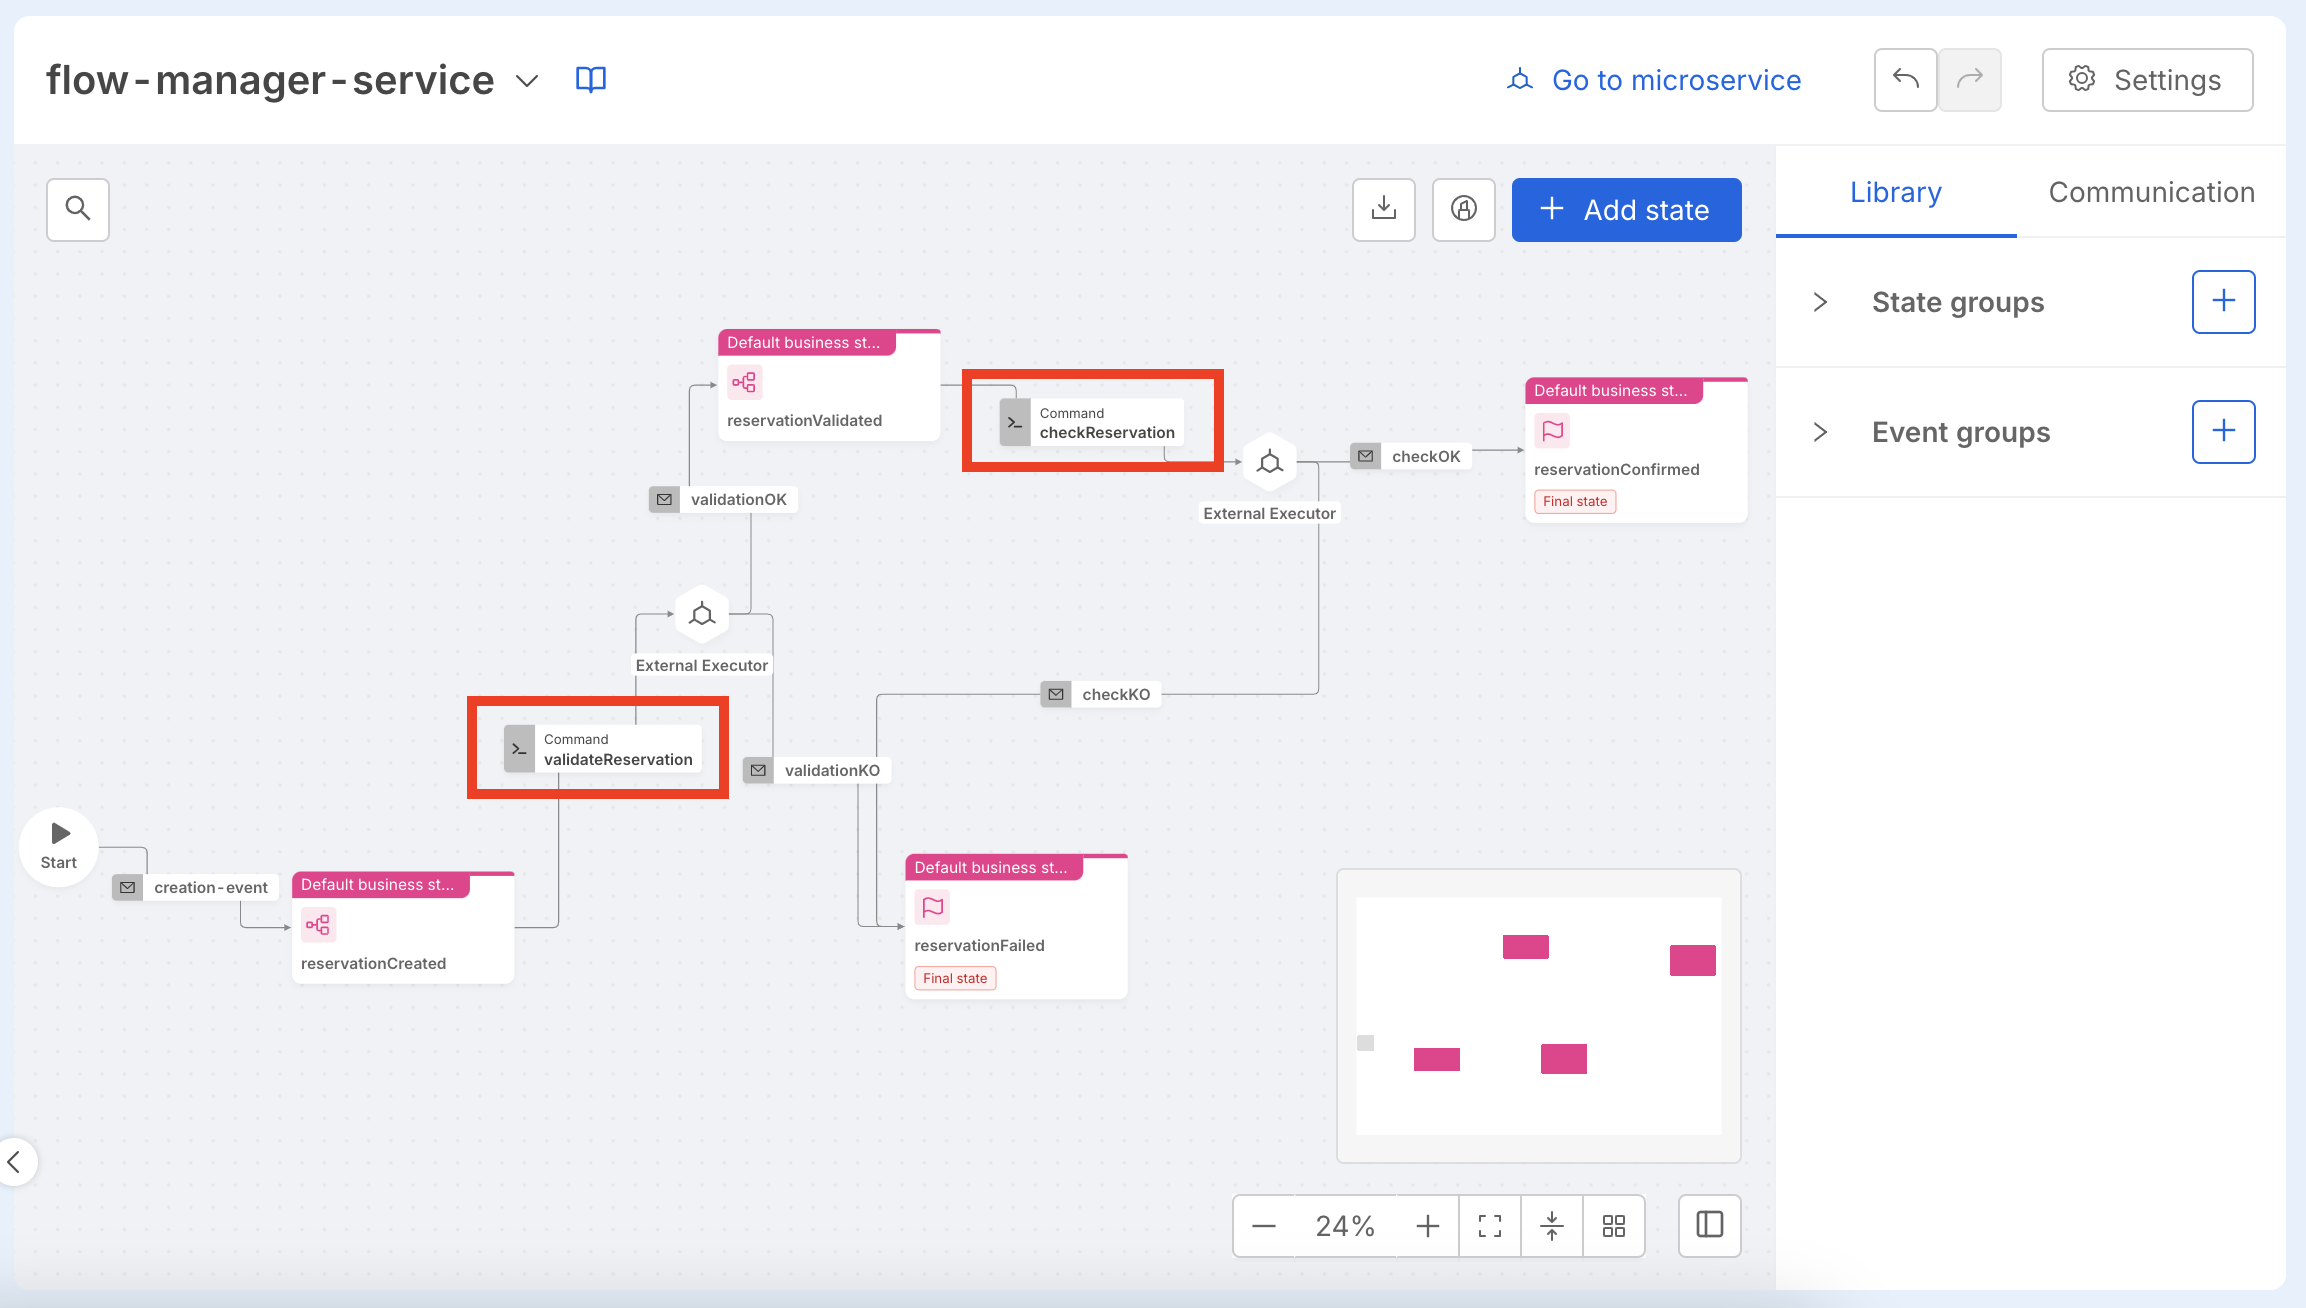 flow-manager-service
Go to microservice
Settings
Add state
Library
Communication
State groups
Event groups
Default business st...
reservationValidated
Command
checkReservation
Default business st...
reservationConfirmed
Final state
checkOK
External Executor
validationOK
External Executor
checkKO
Command
validateReservation
validationKO
Start
creation-event
Default business st...
reservationCreated
Default business st...
reservationFailed
Final state
24%